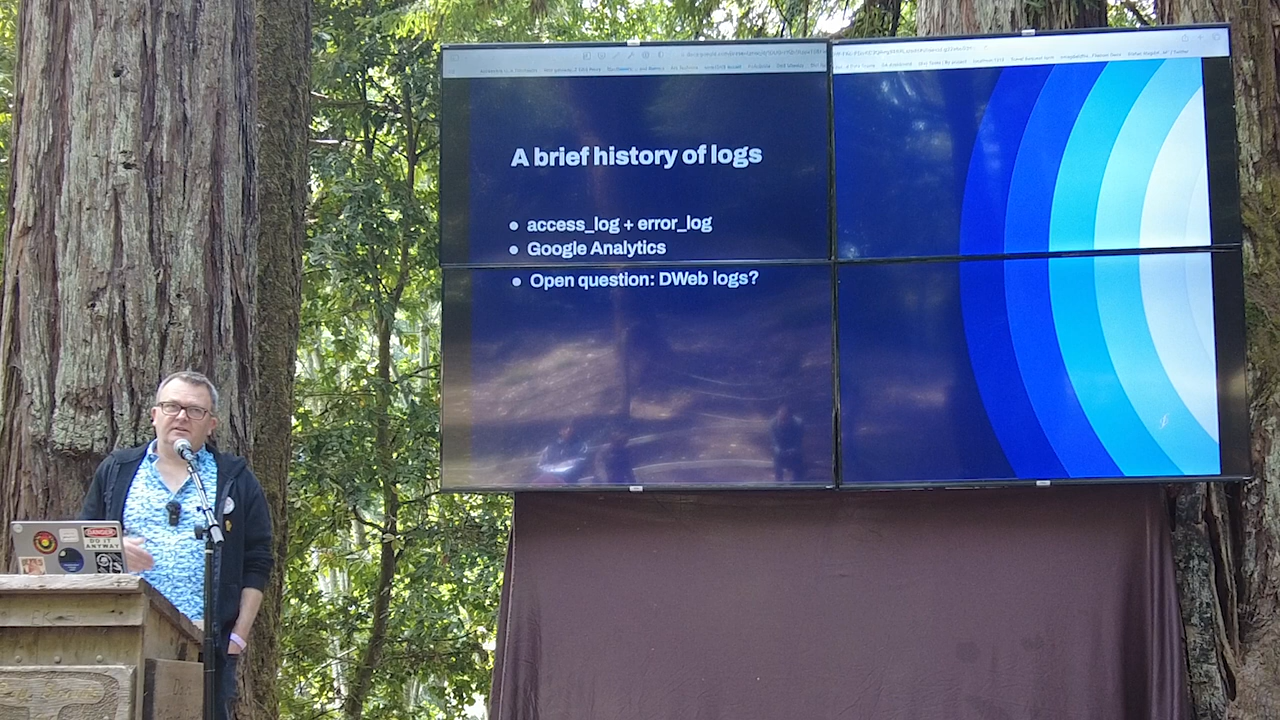 A brief history of logs
access_log + error_log
Google Analytics
Open question: DWeb logs?
DANGER
DO IT
ANYWAY